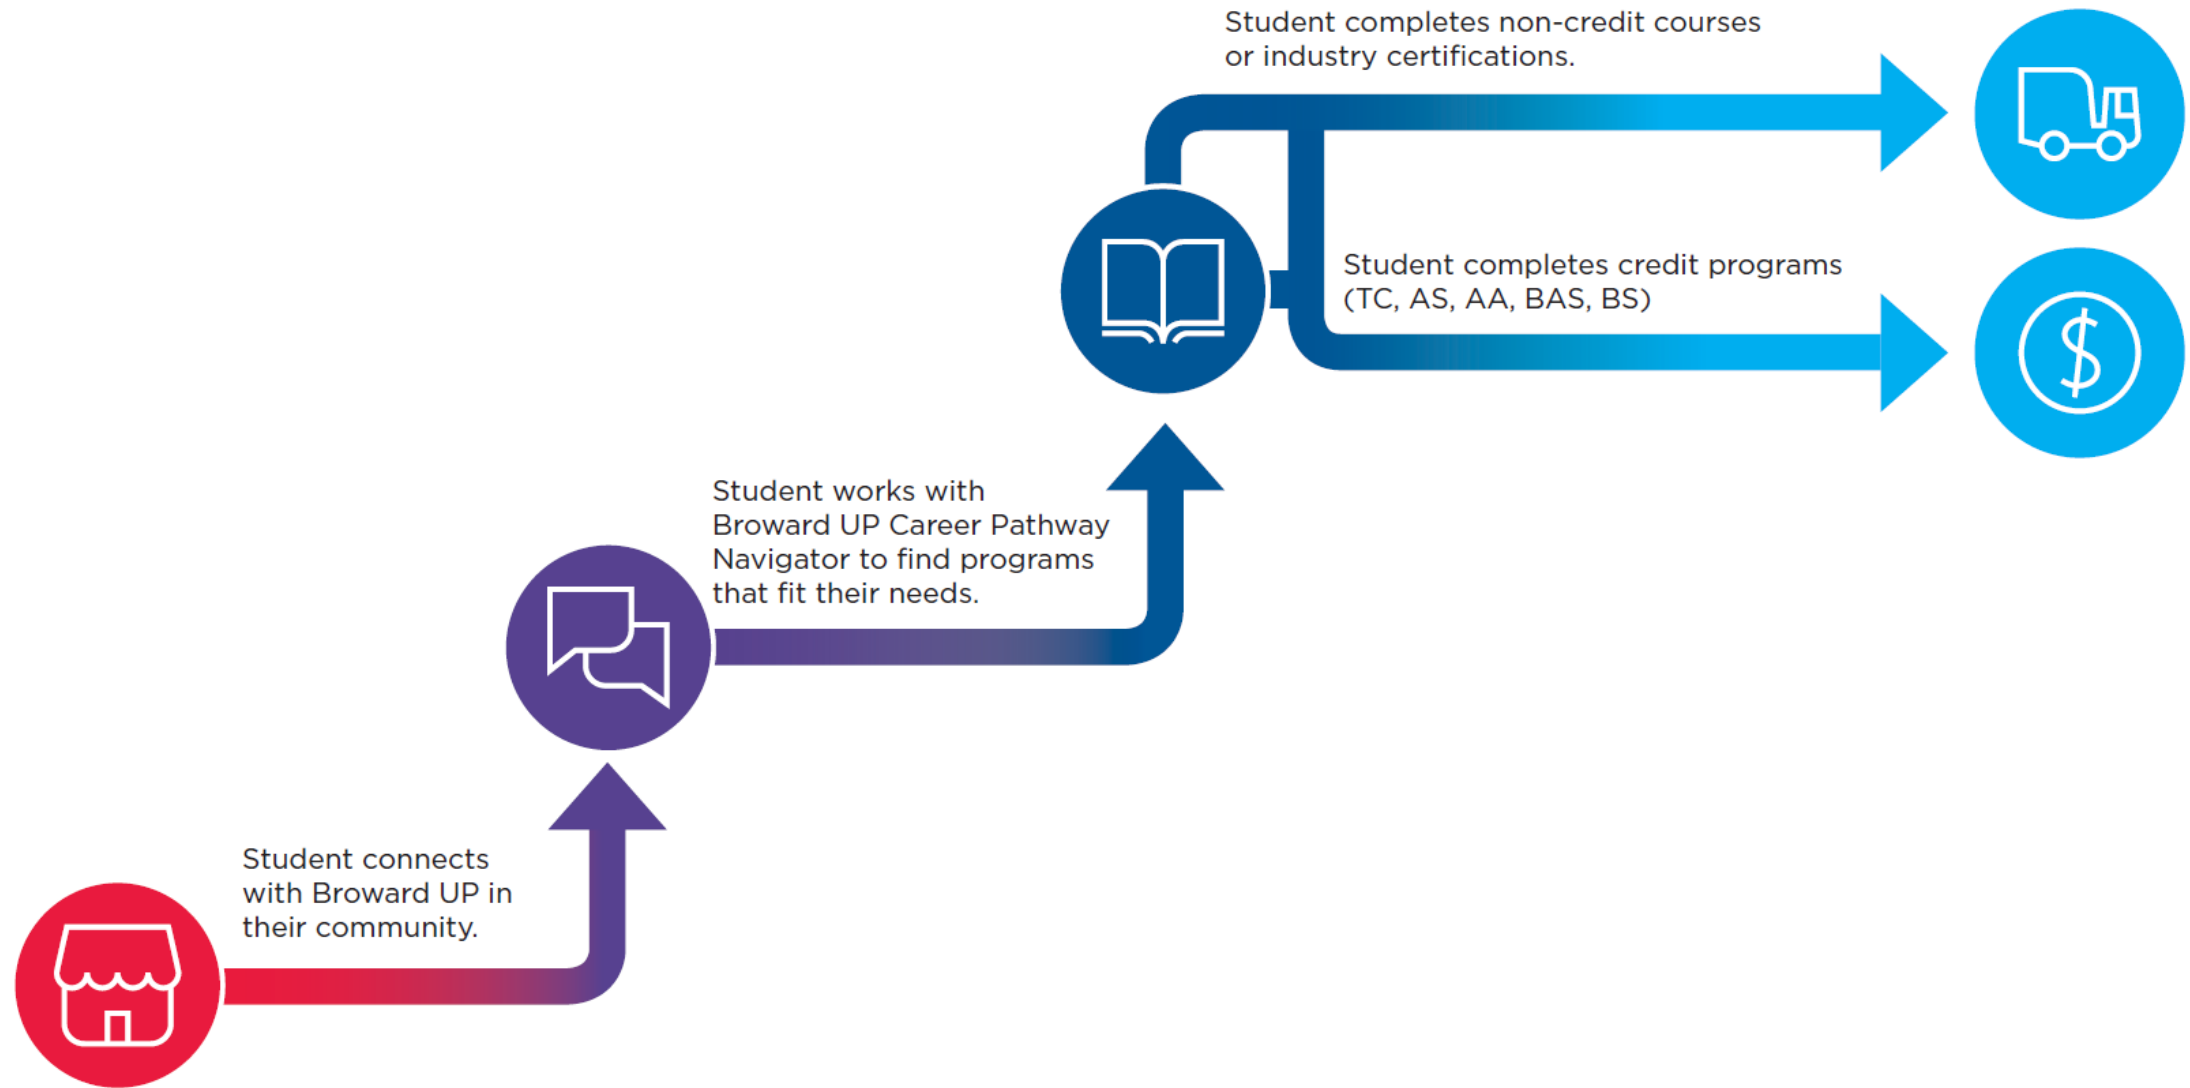 Student completes non-credit courses
or industry certifications.
Student completes credit programs
(TC, AS, AA, BAS, BS)
Student works with
Broward UP Career Pathway
Navigator to find programs
that fit their needs.
Student connects
with Broward UP in
their community.